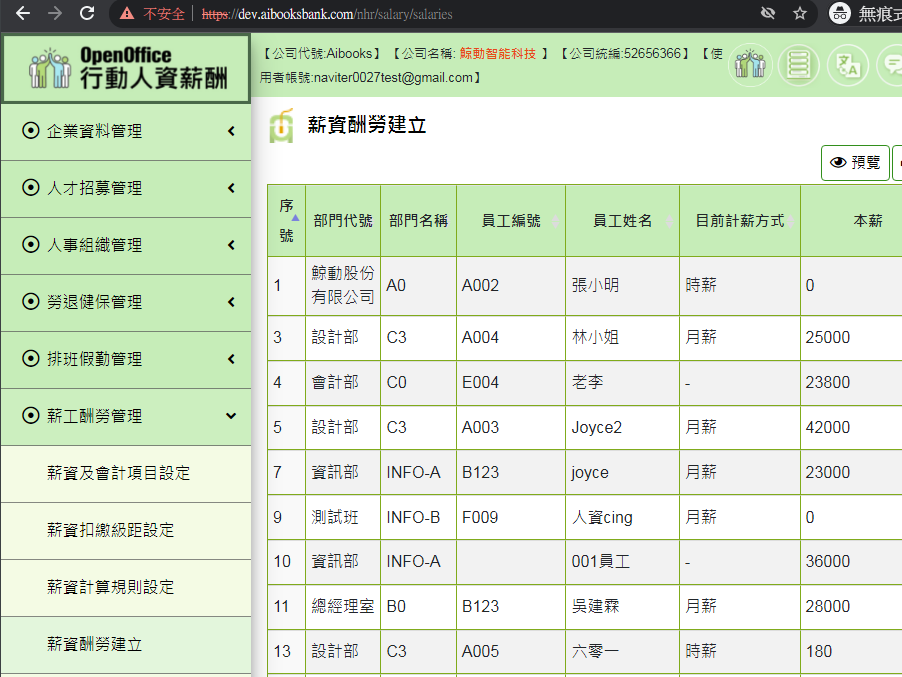 不安全 https://dev.aibooksbank.com/nhr/salary/salaries 無痕式
OpenOffice
行動人資薪酬
【公司代號:Aibooks】【公司名稱: 鯨動智能科技 】【公司統編:52656366】【使
用者帳號:naviter0027test@gmail.com】
企業資料管理
人才招募管理
人事組織管理
勞退健保管理
排班假勤管理
薪工酬勞管理
薪資及會計項目設定
薪資扣繳級距設定
薪資計算規則設定
薪資酬勞建立
薪資酬勞建立
預覽
序號 部門代號 部門名稱 員工編號 員工姓名 目前計薪方式 本薪
1 鯨動股份有限公司 A0 A002 張小明 時薪 0
3 設計部 C3 A004 林小姐 月薪 25000
4 會計部 C0 E004 老李 - 23800
5 設計部 C3 A003 Joyce2 月薪 42000
7 資訊部 INFO-A B123 joyce 月薪 23000
9 測試班 INFO-B F009 人資cing 月薪 0
10 資訊部 INFO-A 001員工 - 36000
11 總經理室 B0 B123 吳建霖 月薪 28000
13 設計部 C3 A005 六零一 時薪 180